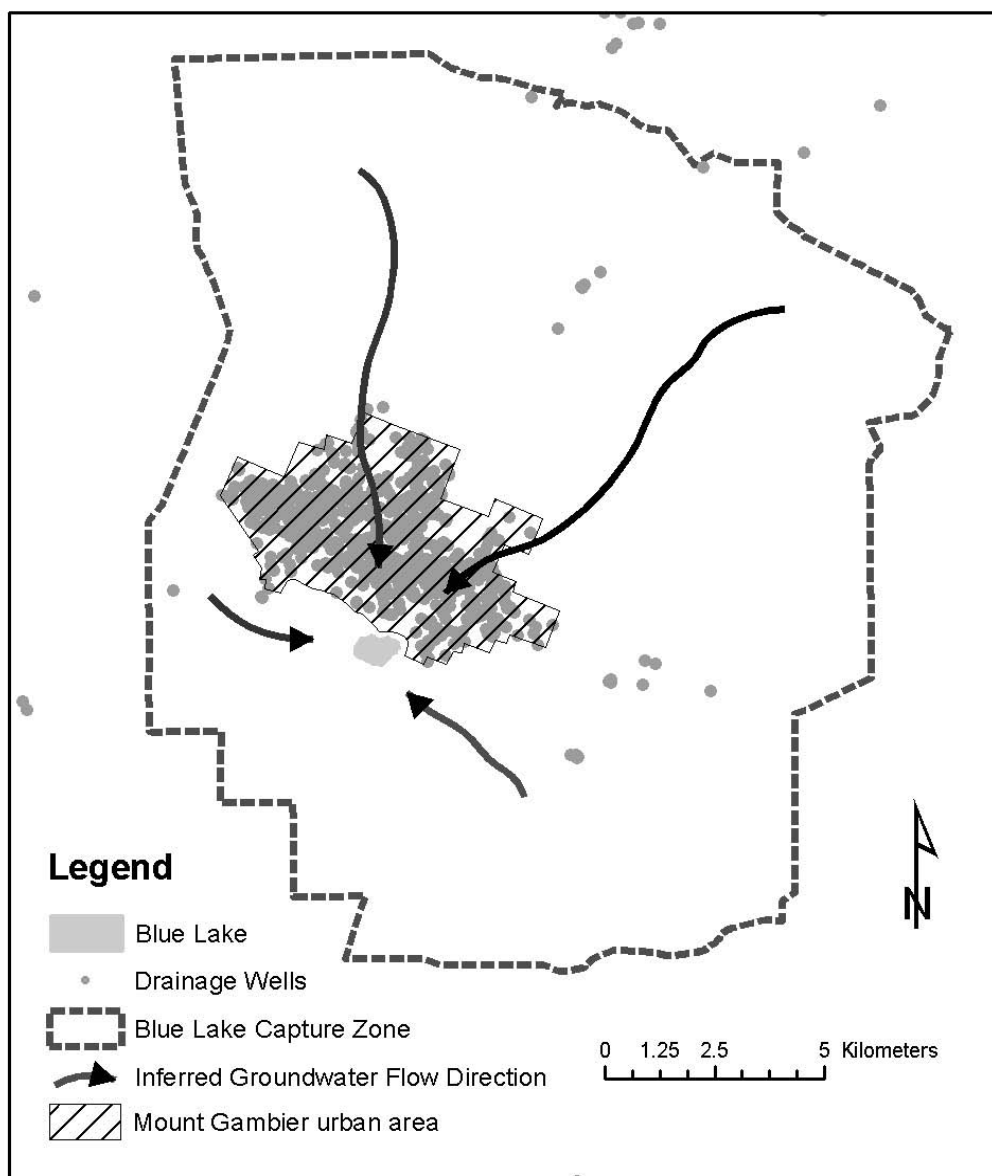 N
Legend
Blue Lake
Drainage Wells
Blue Lake Capture Zone
0 1.25 2.5 5 Kilometers
Inferred Groundwater Flow Direction
Mount Gambier urban area